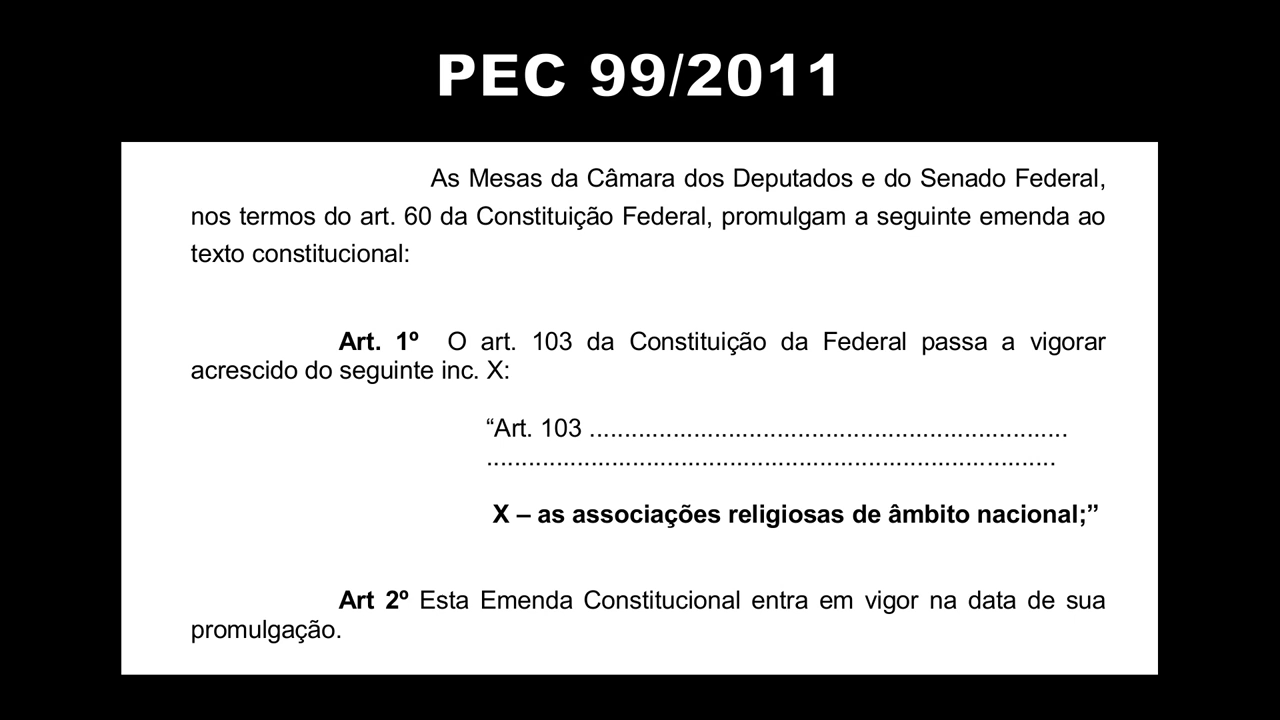 PEC 99/2011
As Mesas da Câmara dos Deputados e do Senado Federal,
nos termos do art. 60 da Constituição Federal, promulgam a seguinte emenda ao
texto constitucional:
Art. 1º O art. 103 da Constituição da Federal passa a vigorar
acrescido do seguinte inc. X:
“Art. 103 .....................................................................
..................................................................................
X – as associações religiosas de âmbito nacional;”
Art 2º Esta Emenda Constitucional entra em vigor na data de sua
promulgação.